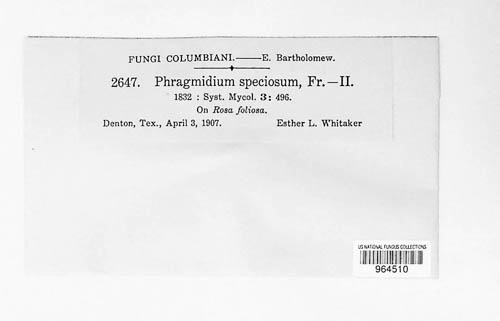 FUNGI COLUMBIANI.——E. Bartholomew.
2647. Phragmidium speciosum, Fr.—II.
1832 : Syst. Mycol. 3: 496.
On Rosa foliosa.
Denton, Tex., April 3, 1907. Esther L. Whitaker
US NATIONAL FUNGUS COLLECTIONS
964510